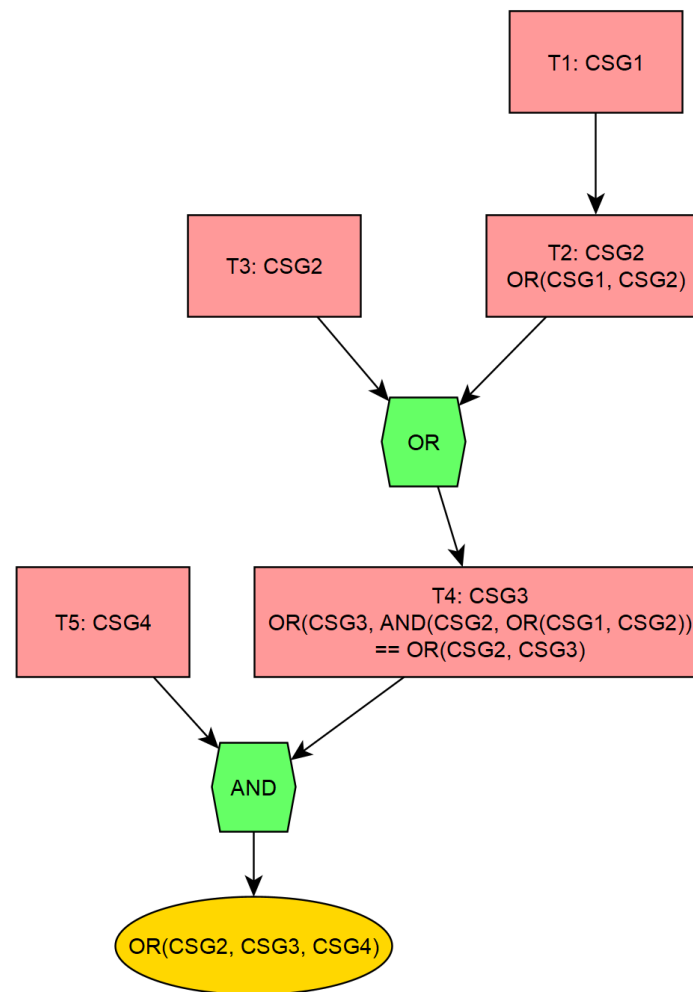 T1: CSG1
T3: CSG2
T2: CSG2
OR(CSG1, CSG2)
OR
T5: CSG4
T4: CSG3
OR(CSG3, AND(CSG2, OR(CSG1, CSG2))
== OR(CSG2, CSG3)
AND
OR(CSG2, CSG3, CSG4)